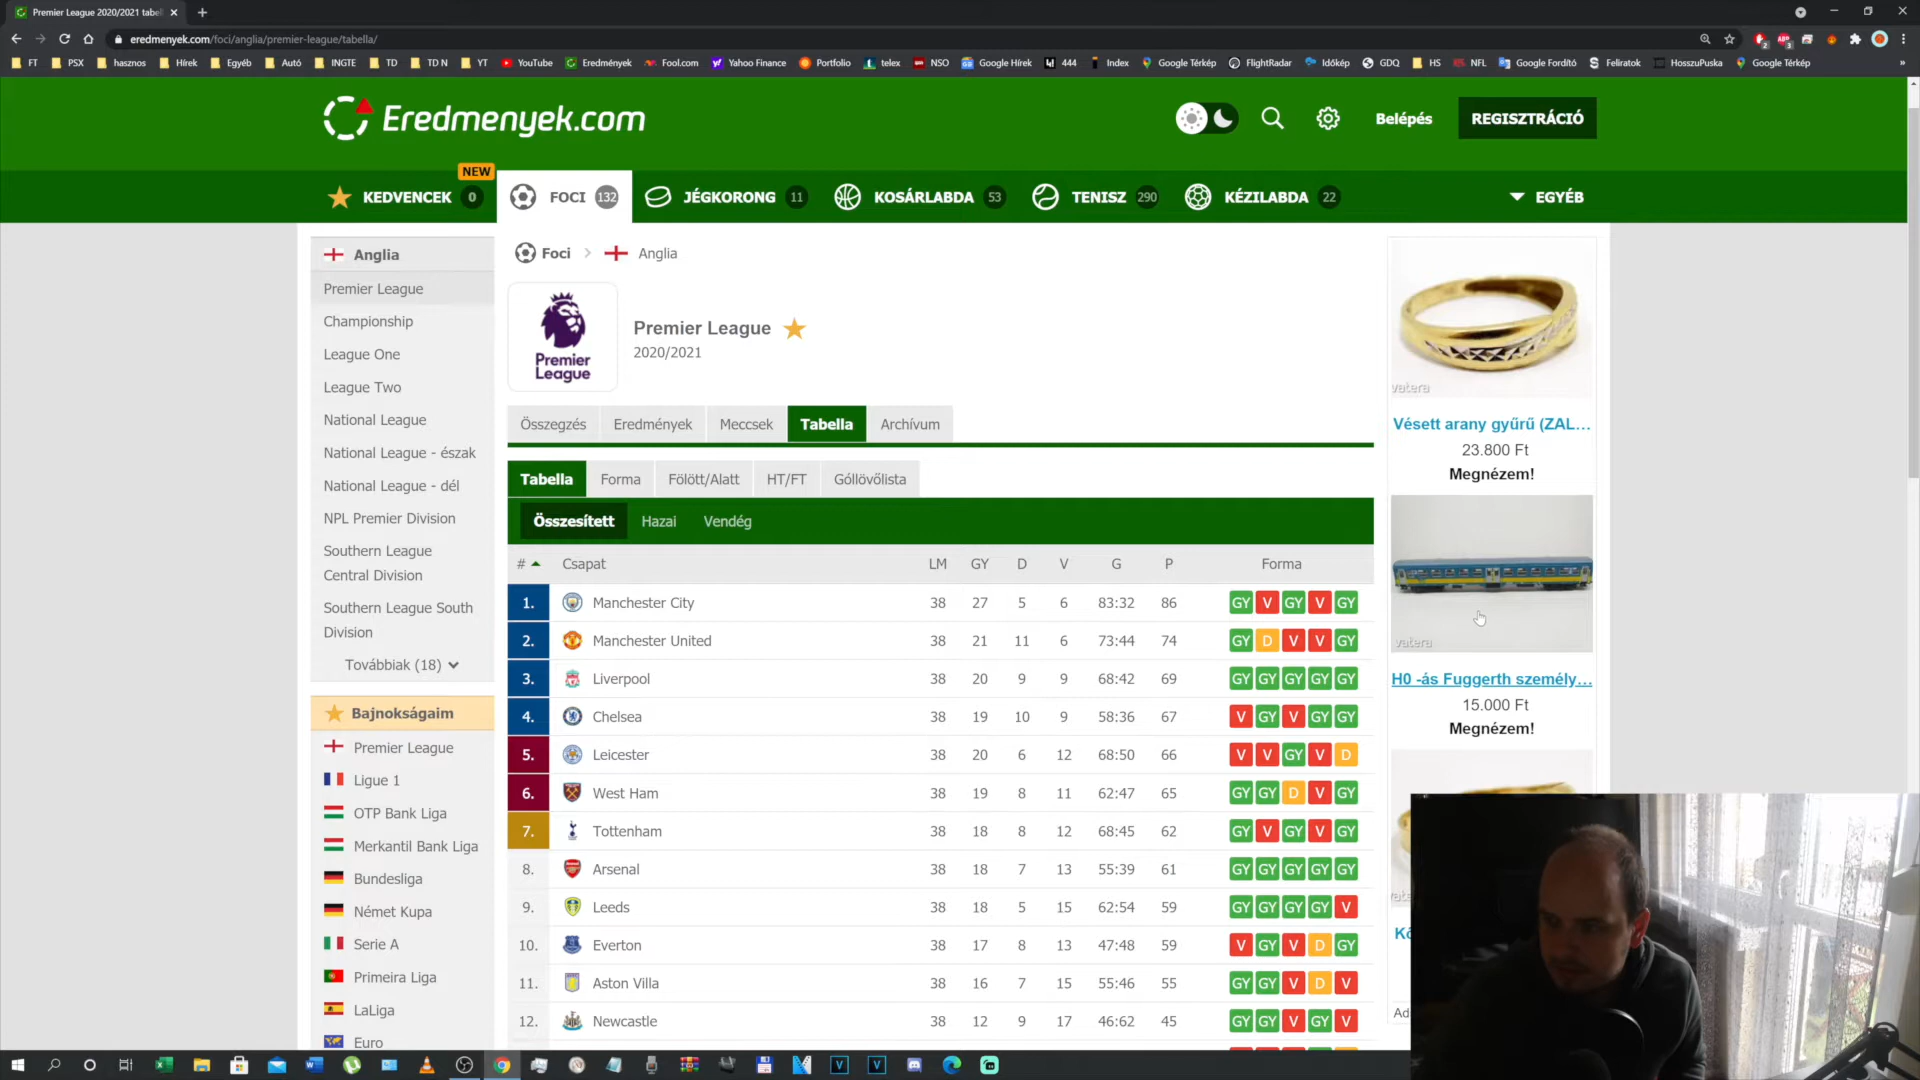 Premier League 2020/2021 tabel
eredmenyek.com/foci/anglia/premier-league/tabella/
FT PSX hasznos Hírek Egyéb Autó INGTE TD TD N YT YouTube Eredmények Fool.com Yahoo Finance Portfolio telex NSO Google Hírek 444 Index Google Térkép FlightRadar Időkép GDQ HS NFL Google Fordító Feliratok HosszuPuska Google Térkép »
Eredmenyek.com
Belépés
REGISZTRÁCIÓ
NEW
KEDVENCEK 0
FOCI 132
JÉGKORONG 11
KOSÁRLABDA 53
TENISZ 290
KÉZILABDA 22
EGYÉB
Anglia
Premier League
Championship
League One
League Two
National League
National League - észak
National League - dél
NPL Premier Division
Southern League
Central Division
Southern League South
Division
Továbbiak (18)
Bajnokságaim
Premier League
Ligue 1
OTP Bank Liga
Merkantil Bank Liga
Bundesliga
Német Kupa
Serie A
Primeira Liga
LaLiga
Euro
Foci > Anglia
Premier League
Premier League
2020/2021
Összegzés Eredmények Meccsek Tabella Archívum
Tabella Forma Fölött/Alatt HT/FT Góllövőlista
Összesített Hazai Vendég
# Csapat LM GY D V G P Forma
1. Manchester City 38 27 5 6 83:32 86 GY V GY V GY
2. Manchester United 38 21 11 6 73:44 74 GY D V V GY
3. Liverpool 38 20 9 9 68:42 69 GY GY GY GY GY
4. Chelsea 38 19 10 9 58:36 67 V GY V GY GY
5. Leicester 38 20 6 12 68:50 66 V V GY V D
6. West Ham 38 19 8 11 62:47 65 GY GY D V GY
7. Tottenham 38 18 8 12 68:45 62 GY V GY V GY
8. Arsenal 38 18 7 13 55:39 61 GY GY GY GY GY
9. Leeds 38 18 5 15 62:54 59 GY GY GY GY V
10. Everton 38 17 8 13 47:48 59 V GY V D GY
11. Aston Villa 38 16 7 15 55:46 55 GY GY V D V
12. Newcastle 38 12 9 17 46:62 45 GY GY V GY V
vatera
Vésett arany gyűrű (ZAL...
23.800 Ft
Megnézem!
vatera
H0 -ás Fuggerth személy...
15.000 Ft
Megnézem!
Ad